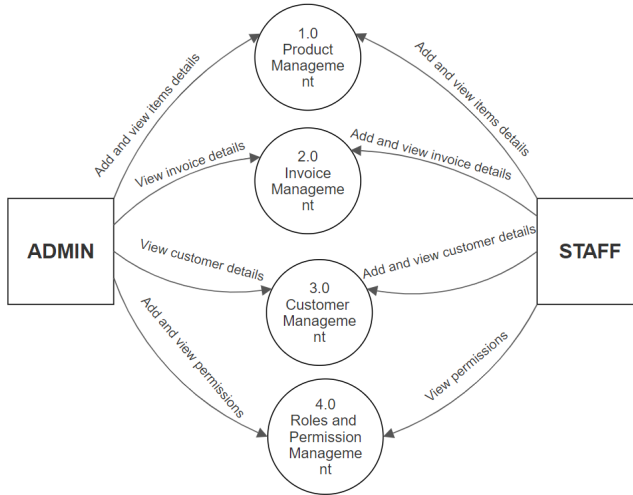 1.0
Product
Manageme
nt
Add and view items details
Add and view items details
2.0
Invoice
Manageme
nt
View invoice details
Add and view invoice details
ADMIN
STAFF
View customer details
Add and view customer details
3.0
Customer
Manageme
nt
Add and view permissions
View permissions
4.0
Roles and
Permission
Manageme
nt